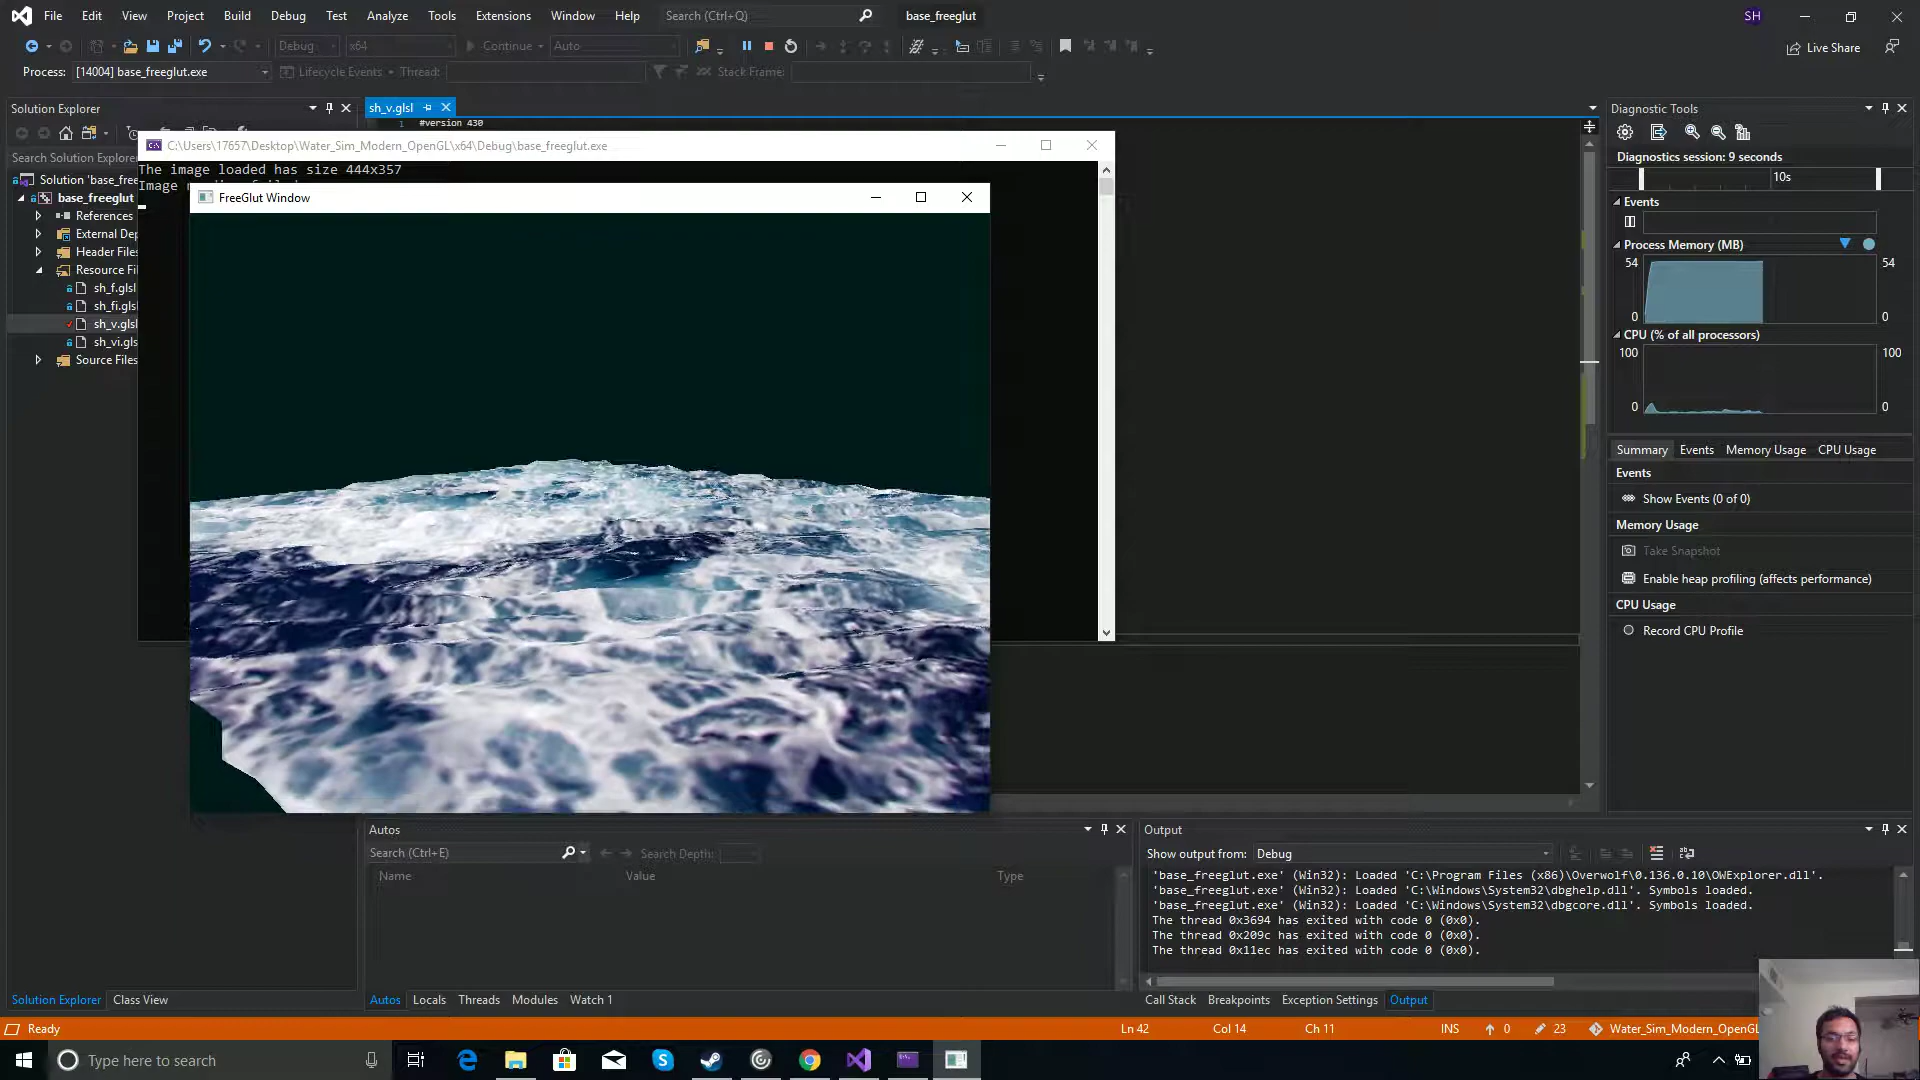 File Edit View Project Build Debug Test Analyze Tools Extensions Window Help Search (Ctrl+Q) base_freeglut SH
Debug x64 Continue Auto Live Share
Process: [14004] base_freeglut.exe Lifecycle Events Thread: Stack Frame:
Solution Explorer
Search Solution Explorer
Solution 'base_free
base_freeglut
References
External Dep
Header Files
Resource Fil
sh_f.glsl
sh_fi.glsl
sh_v.glsl
sh_vi.gls
Source Files
sh_v.glsl
1 #version 430
C:\Users\17657\Desktop\Water_Sim_Modern_OpenGL\x64\Debug\base_freeglut.exe
The image loaded has size 444x357
Image
FreeGlut Window
Diagnostic Tools
Diagnostics session: 9 seconds
10s
Events
Process Memory (MB)
54 54
0 0
CPU (% of all processors)
100 100
0 0
Summary Events Memory Usage CPU Usage
Events
Show Events (0 of 0)
Memory Usage
Take Snapshot
Enable heap profiling (affects performance)
CPU Usage
Record CPU Profile
Autos
Search (Ctrl+E) Search Depth:
Name Value Type
Output
Show output from: Debug
'base_freeglut.exe' (Win32): Loaded 'C:\Program Files (x86)\Overwolf\0.136.0.10\OWExplorer.dll'.
'base_freeglut.exe' (Win32): Loaded 'C:\Windows\System32\dbghelp.dll'. Symbols loaded.
'base_freeglut.exe' (Win32): Loaded 'C:\Windows\System32\dbgcore.dll'. Symbols loaded.
The thread 0x3694 has exited with code 0 (0x0).
The thread 0x209c has exited with code 0 (0x0).
The thread 0x11ec has exited with code 0 (0x0).
Solution Explorer Class View
Autos Locals Threads Modules Watch 1
Call Stack Breakpoints Exception Settings Output
Ready Ln 42 Col 14 Ch 11 INS 0 23 Water_Sim_Modern_OpenGL
Type here to search